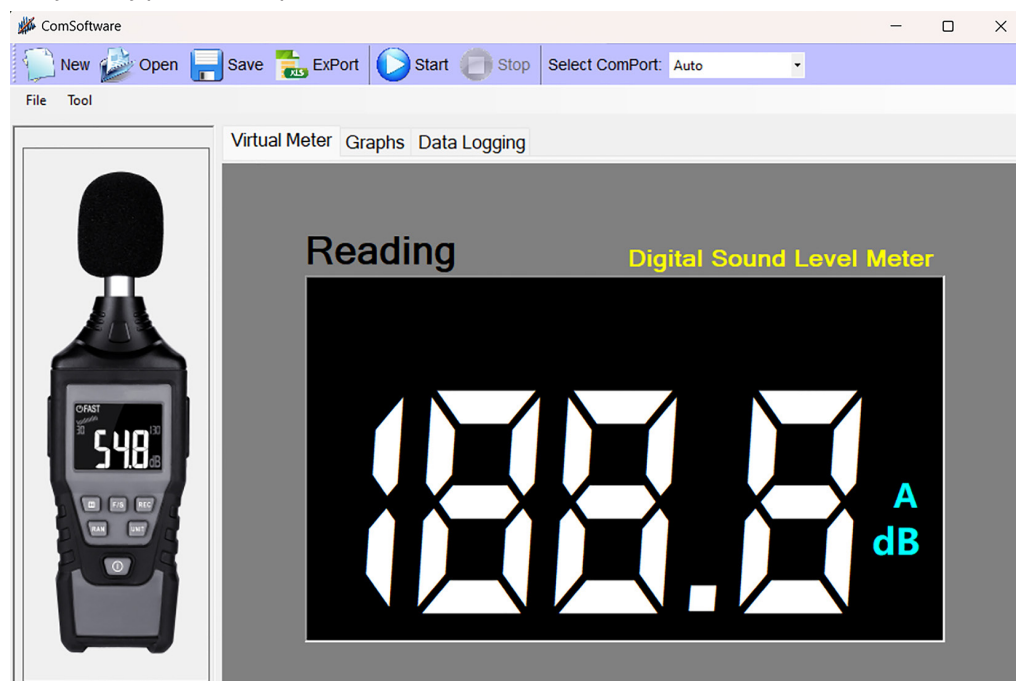 ComSoftware
New Open Save ExPort Start Stop Select ComPort: Auto
File Tool
Virtual Meter Graphs Data Logging
Reading
Digital Sound Level Meter
188.8
A
dB
FAST
30 130
54.8
dB
F/S REC
RAN UNIT